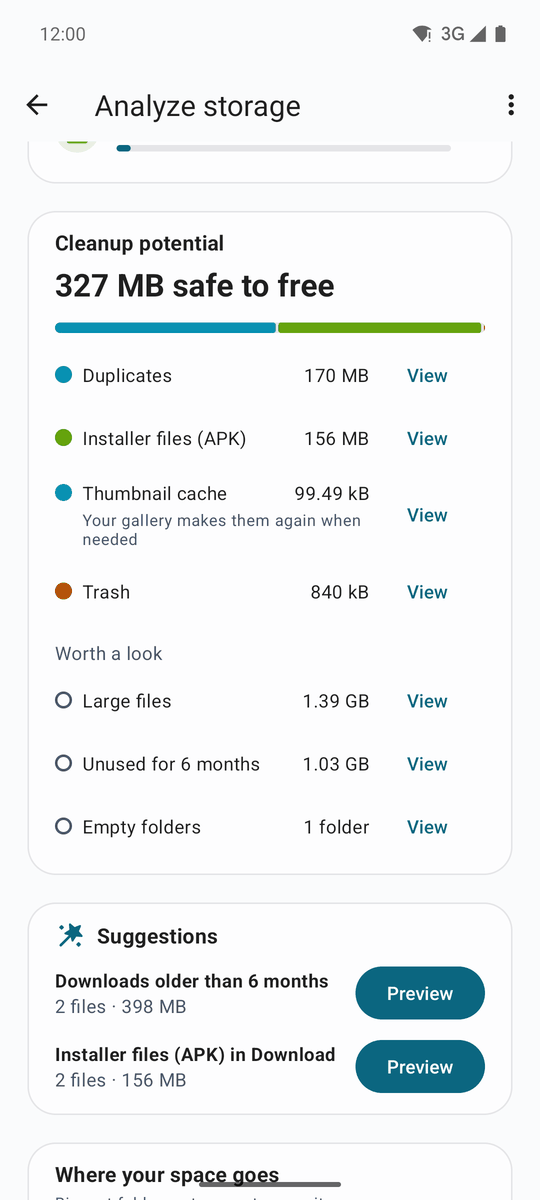 12:00
3G
Analyze storage
Cleanup potential
327 MB safe to free
Duplicates 170 MB View
Installer files (APK) 156 MB View
Thumbnail cache 99.49 kB
Your gallery makes them again when
needed
View
Trash 840 kB View
Worth a look
Large files 1.39 GB View
Unused for 6 months 1.03 GB View
Empty folders 1 folder View
Suggestions
Downloads older than 6 months
2 files · 398 MB
Preview
Installer files (APK) in Download
2 files · 156 MB
Preview
Where your space goes